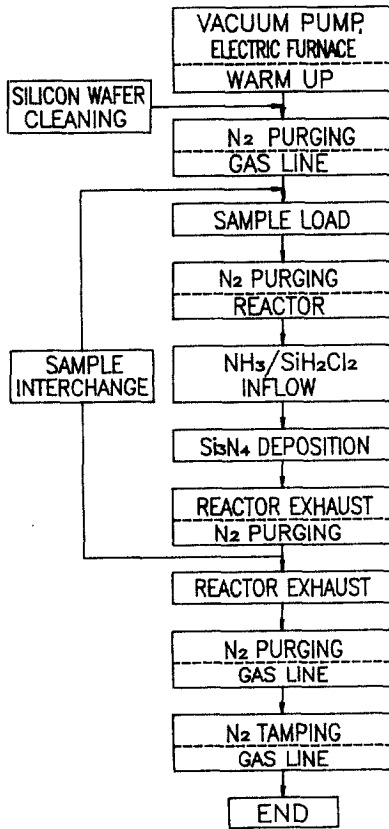 VACUUM PUMP,
ELECTRIC FURNACE
WARM UP
SILICON WAFER
CLEANING
N2 PURGING
GAS LINE
SAMPLE LOAD
N2 PURGING
REACTOR
SAMPLE
INTERCHANGE
NH3/SiH2Cl2
INFLOW
Si3N4 DEPOSITION
REACTOR EXHAUST
N2 PURGING
REACTOR EXHAUST
N2 PURGING
GAS LINE
N2 TAMPING
GAS LINE
END